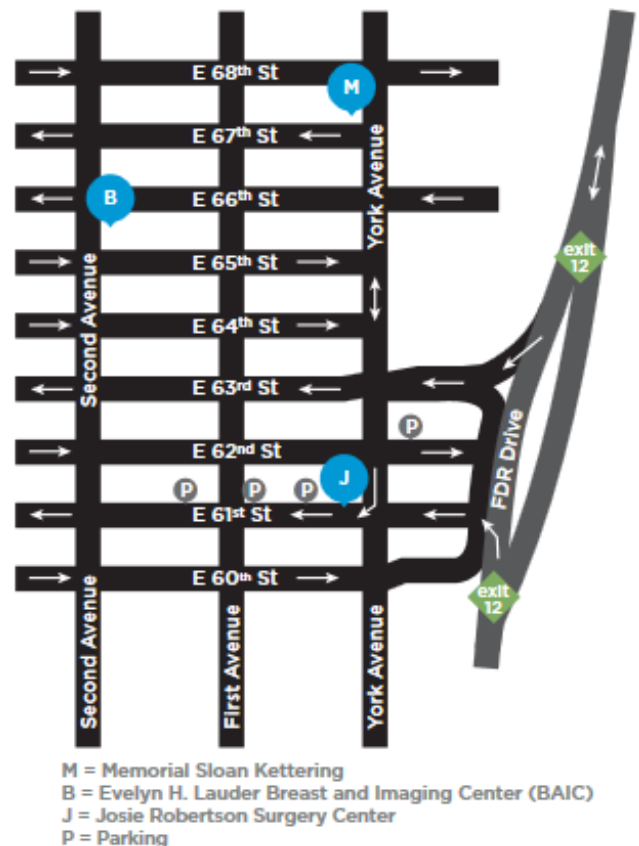 E 68th St
M
E 67th St
York Avenue
B
E 66th St
exit
12
E 65th St
Second Avenue
E 64th St
E 63rd St
P
E 62nd St
FDR Drive
J
P
P
P
E 61st St
E 60th St
exit
12
Second Avenue
First Avenue
York Avenue
M = Memorial Sloan Kettering
B = Evelyn H. Lauder Breast and Imaging Center (BAIC)
J = Josie Robertson Surgery Center
P = Parking